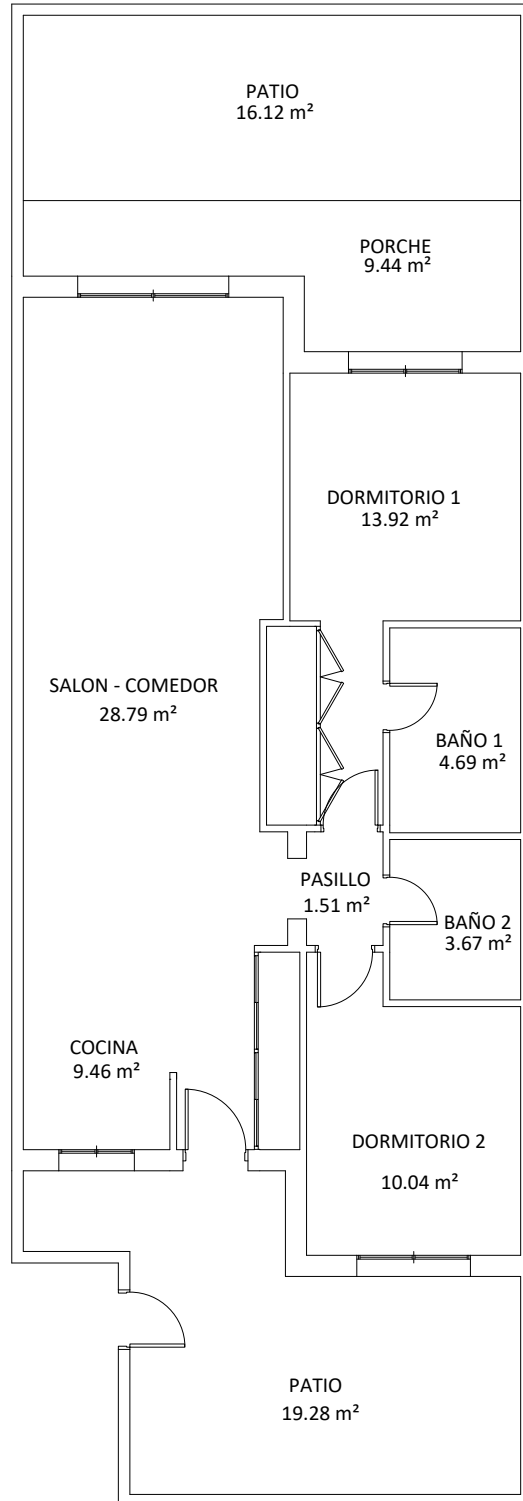 PATIO
16.12 m²
PORCHE
9.44 m²
DORMITORIO 1
13.92 m²
SALON - COMEDOR
28.79 m²
BAÑO 1
4.69 m²
PASILLO
1.51 m²
BAÑO 2
3.67 m²
COCINA
9.46 m²
DORMITORIO 2
10.04 m²
PATIO
19.28 m²